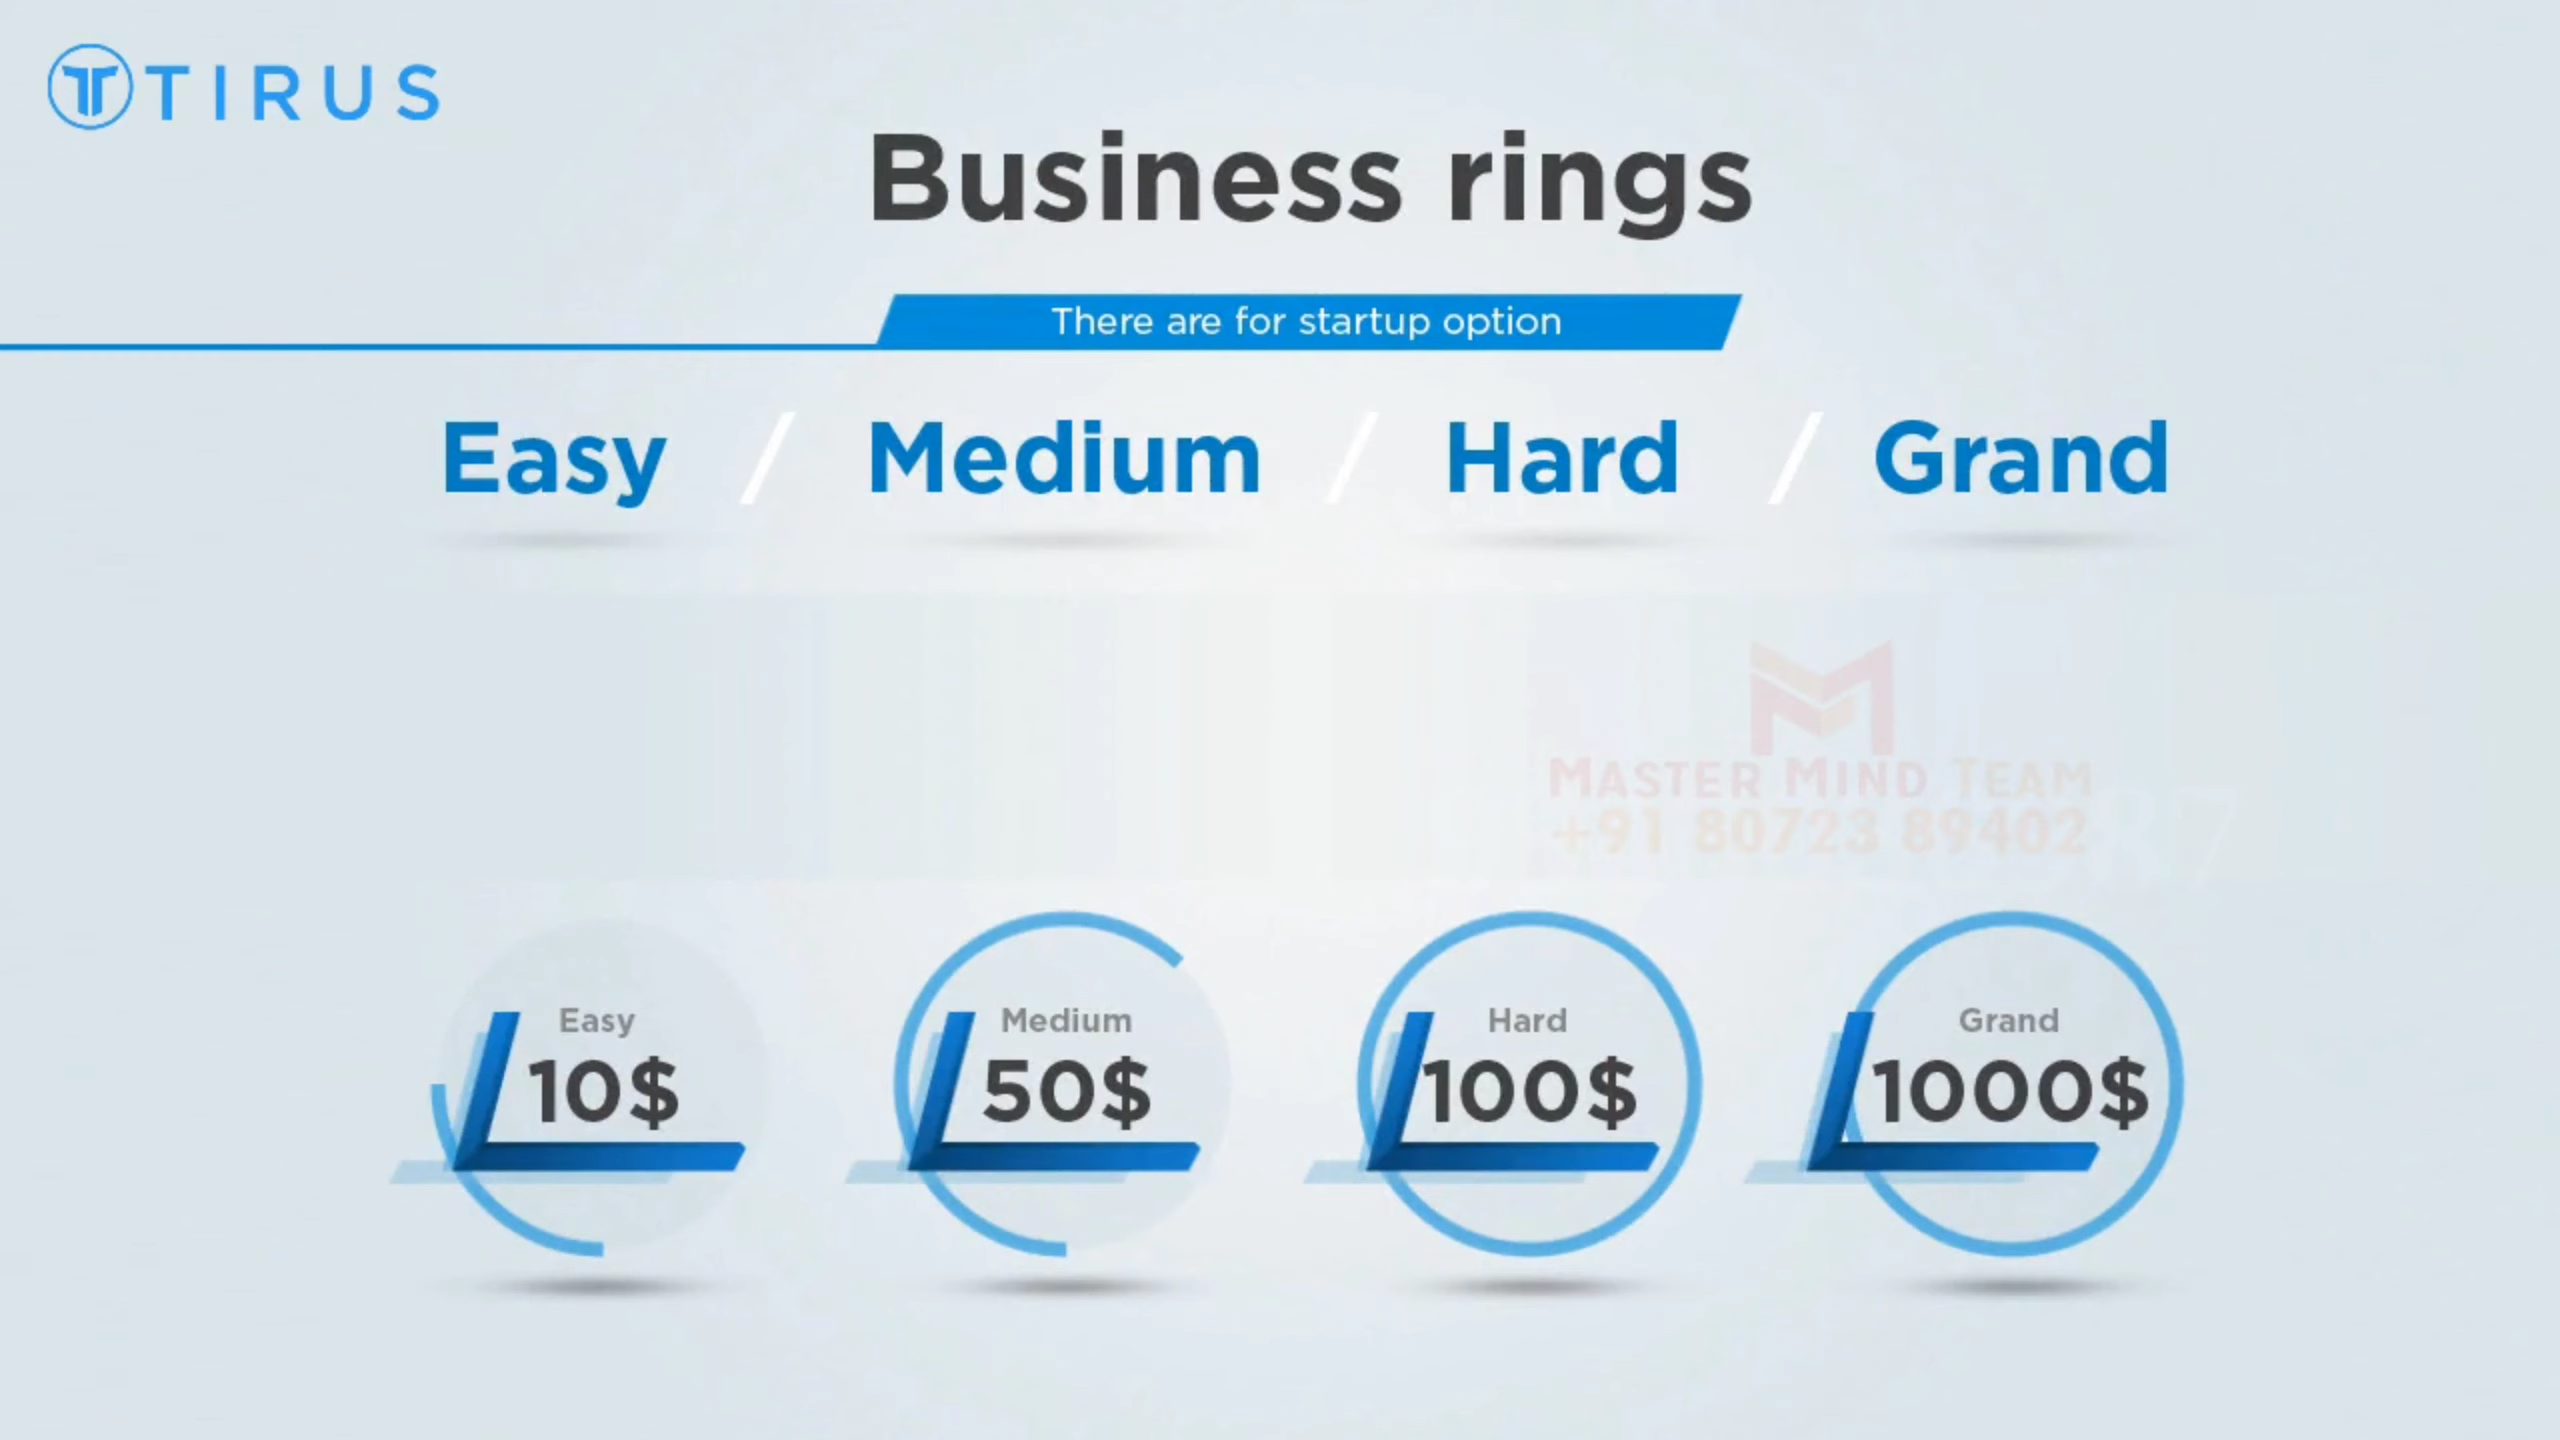 TIRUS
Business rings
There are for startup option
Easy / Medium / Hard / Grand
MASTER MIND TEAM
+91 80723 89402
87
Easy
10$
Medium
50$
Hard
100$
Grand
1000$